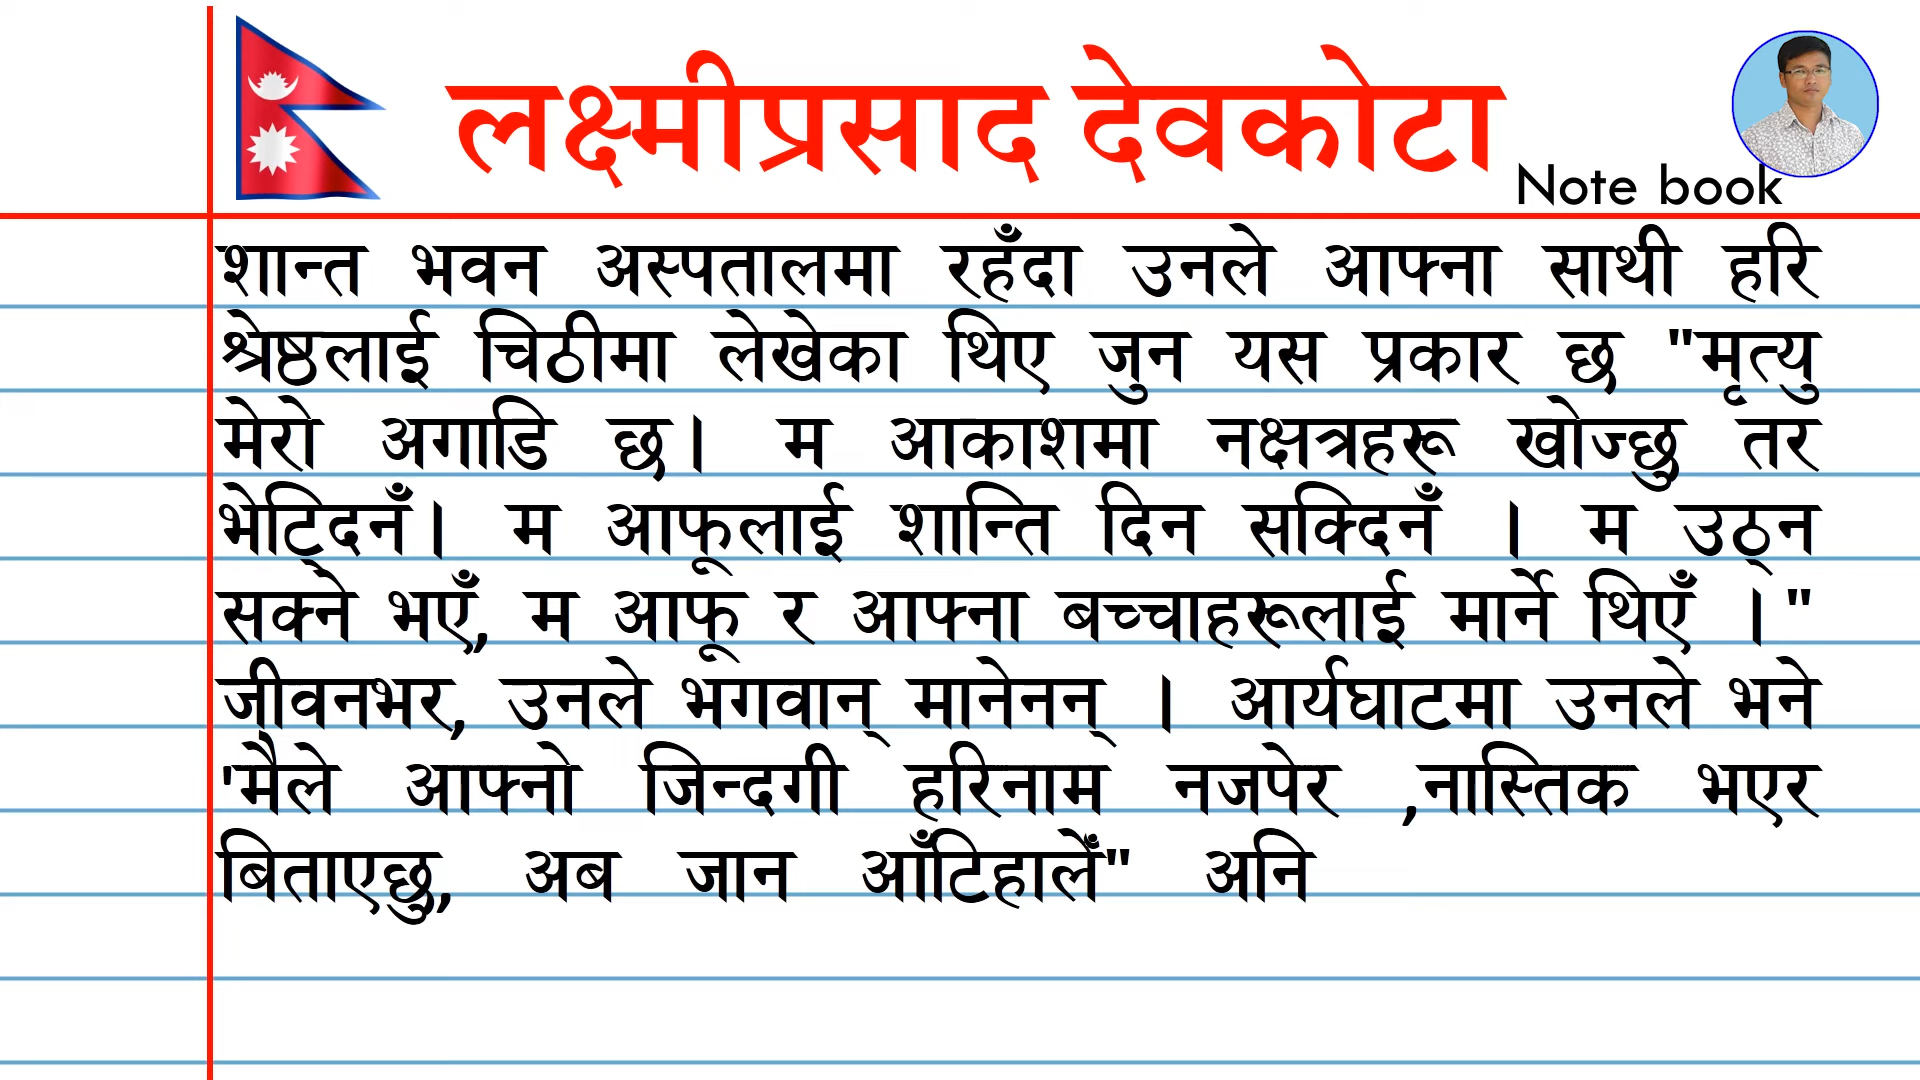 लक्ष्मीप्रसाद देवकोटा
Note book
शान्त भवन अस्पतालमा रहँदा उनले आफ्ना साथी हरि
श्रेष्ठलाई चिठीमा लेखेका थिए जुन यस प्रकार छ "मृत्यु
मेरो अगाडि छ। म आकाशमा नक्षत्रहरू खोज्छु तर
भेट्दिनँ। म आफूलाई शान्ति दिन सक्दिनँ । म उठ्न
सक्ने भएँ, म आफू र आफ्ना बच्चाहरूलाई मार्ने थिएँ ।"
जीवनभर, उनले भगवान् मानेनन् । आर्यघाटमा उनले भने
'मैले आफ्नो जिन्दगी हरिनाम नजपेर ,नास्तिक भएर
बिताएछु, अब जान आँटिहालेँ" अनि